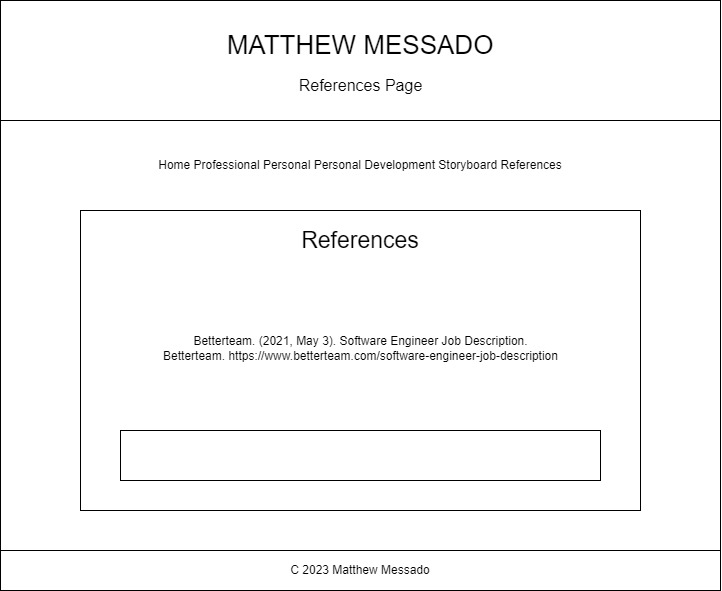 MATTHEW MESSADO
References Page
Home Professional Personal Personal Development Storyboard References
References
Betterteam. (2021, May 3). Software Engineer Job Description.
Betterteam. https://www.betterteam.com/software-engineer-job-description
C 2023 Matthew Messado